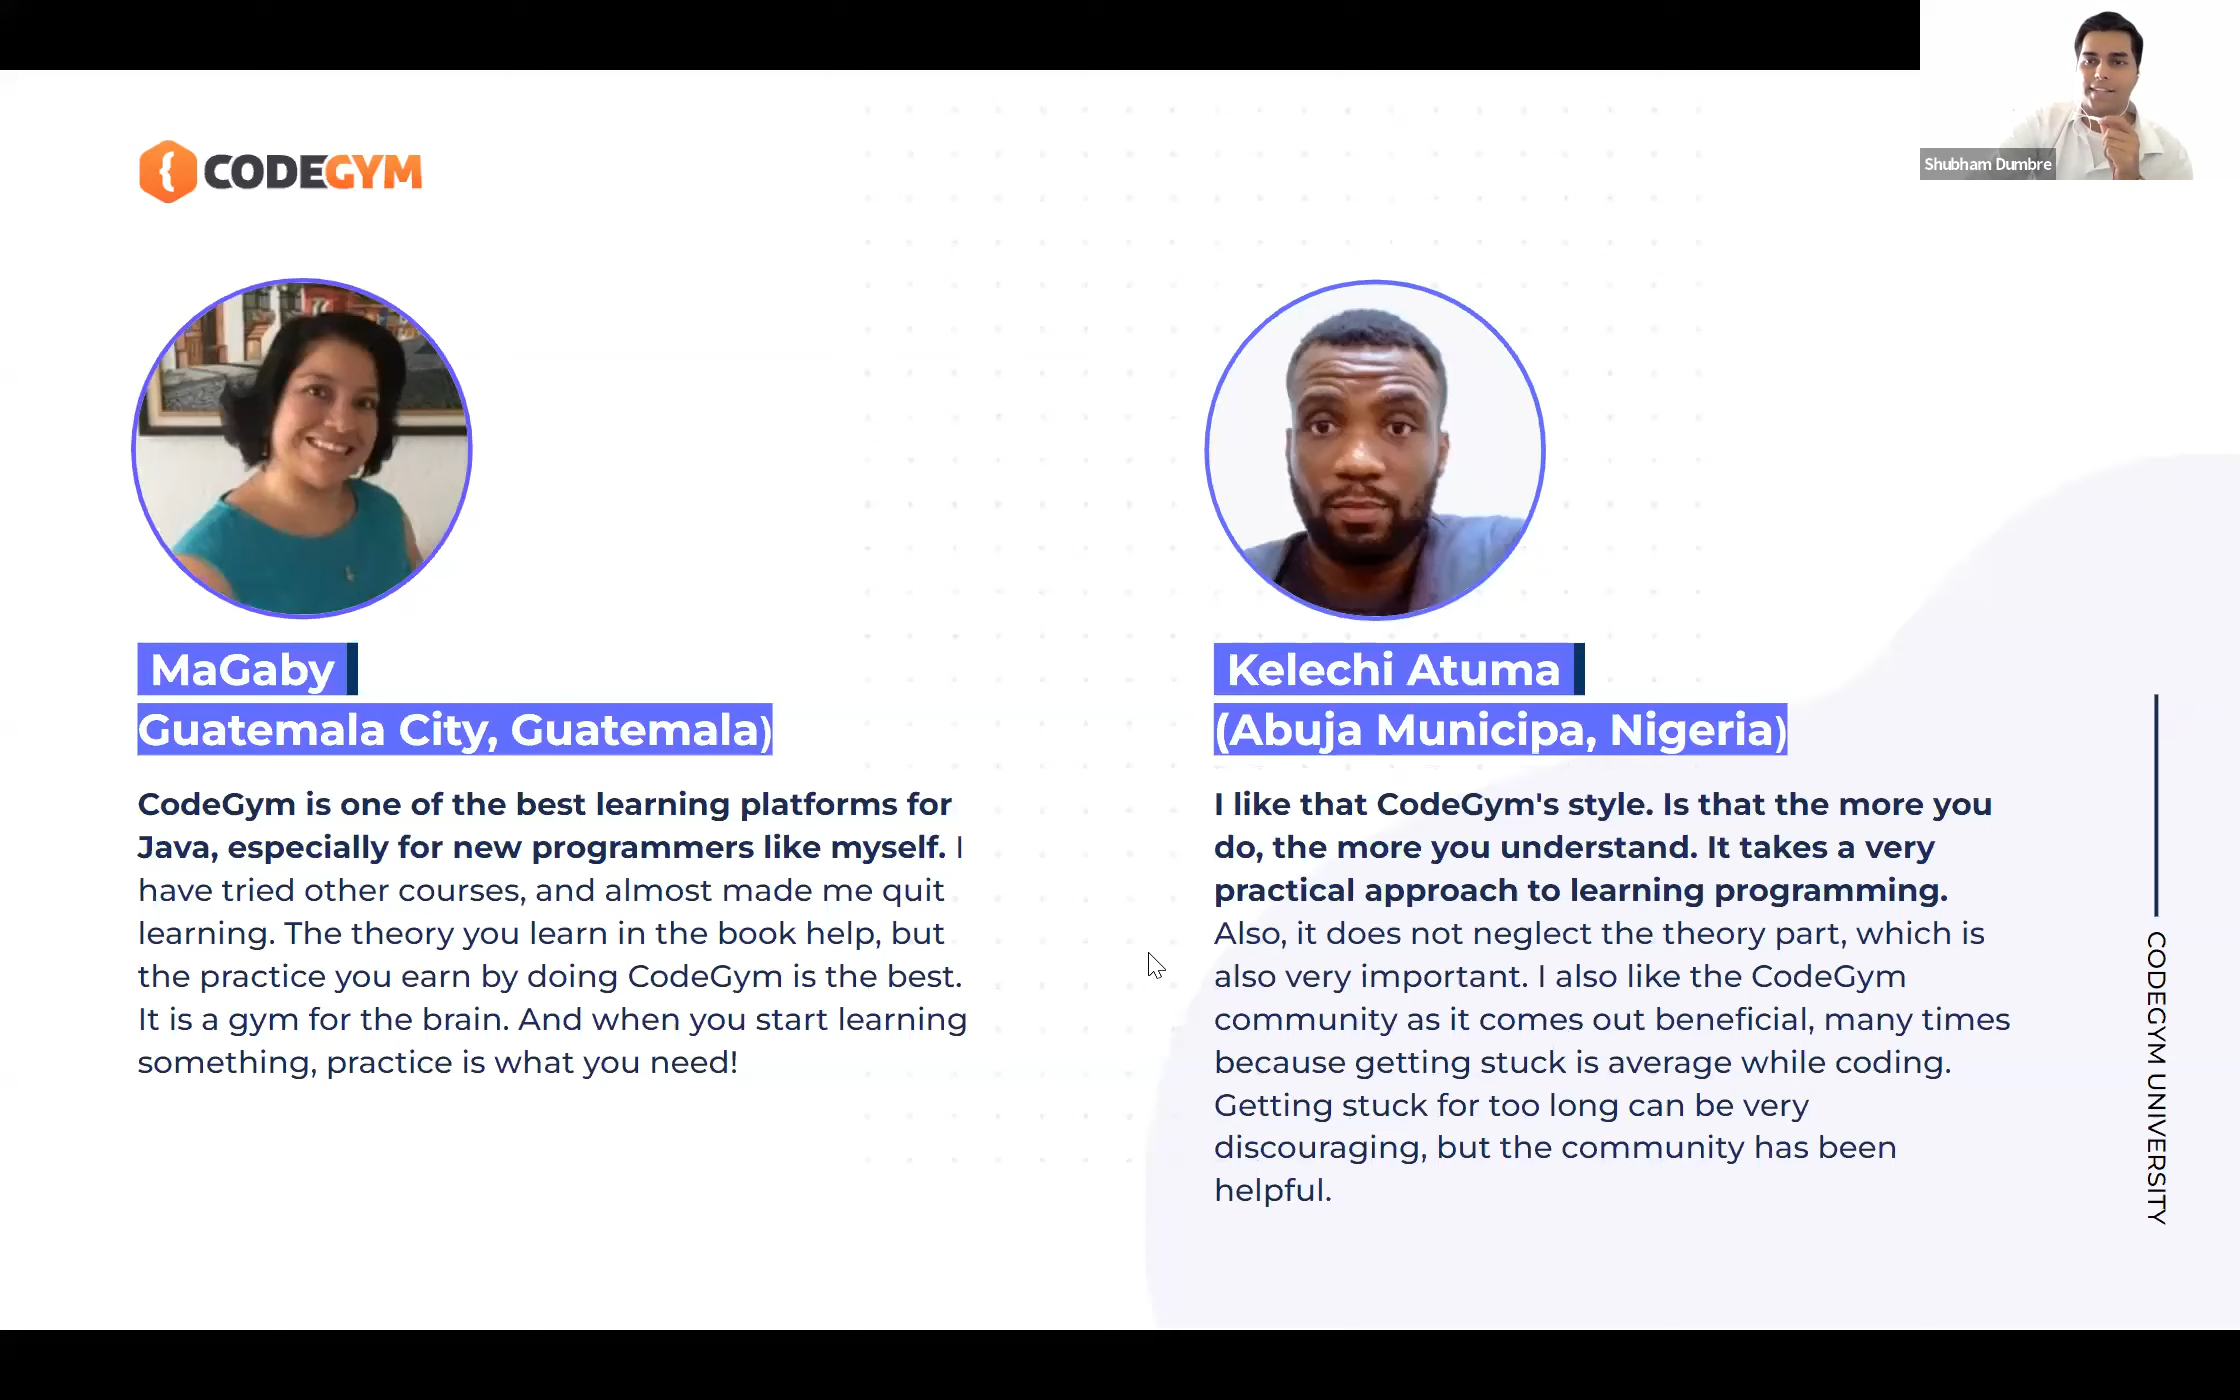 CODEGYM
Shubham Dumbre
MaGaby
Guatemala City, Guatemala)
CodeGym is one of the best learning platforms for
Java, especially for new programmers like myself. I
have tried other courses, and almost made me quit
learning. The theory you learn in the book help, but
the practice you earn by doing CodeGym is the best.
It is a gym for the brain. And when you start learning
something, practice is what you need!
Kelechi Atuma
(Abuja Municipa, Nigeria)
I like that CodeGym's style. Is that the more you
do, the more you understand. It takes a very
practical approach to learning programming.
Also, it does not neglect the theory part, which is
also very important. I also like the CodeGym
community as it comes out beneficial, many times
because getting stuck is average while coding.
Getting stuck for too long can be very
discouraging, but the community has been
helpful.
CODEGYM UNIVERSITY